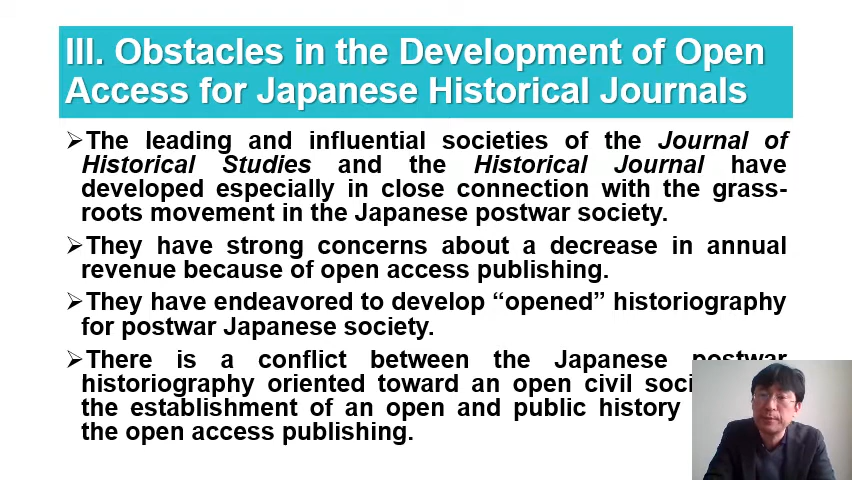 III. Obstacles in the Development of Open
Access for Japanese Historical Journals
The leading and influential societies of the Journal of
Historical Studies and the Historical Journal have
developed especially in close connection with the grass-
roots movement in the Japanese postwar society.
They have strong concerns about a decrease in annual
revenue because of open access publishing.
They have endeavored to develop “opened” historiography
for postwar Japanese society.
There is a conflict between the Japanese postwar
historiography oriented toward an open civil
the establishment of an open and public history
the open access publishing.